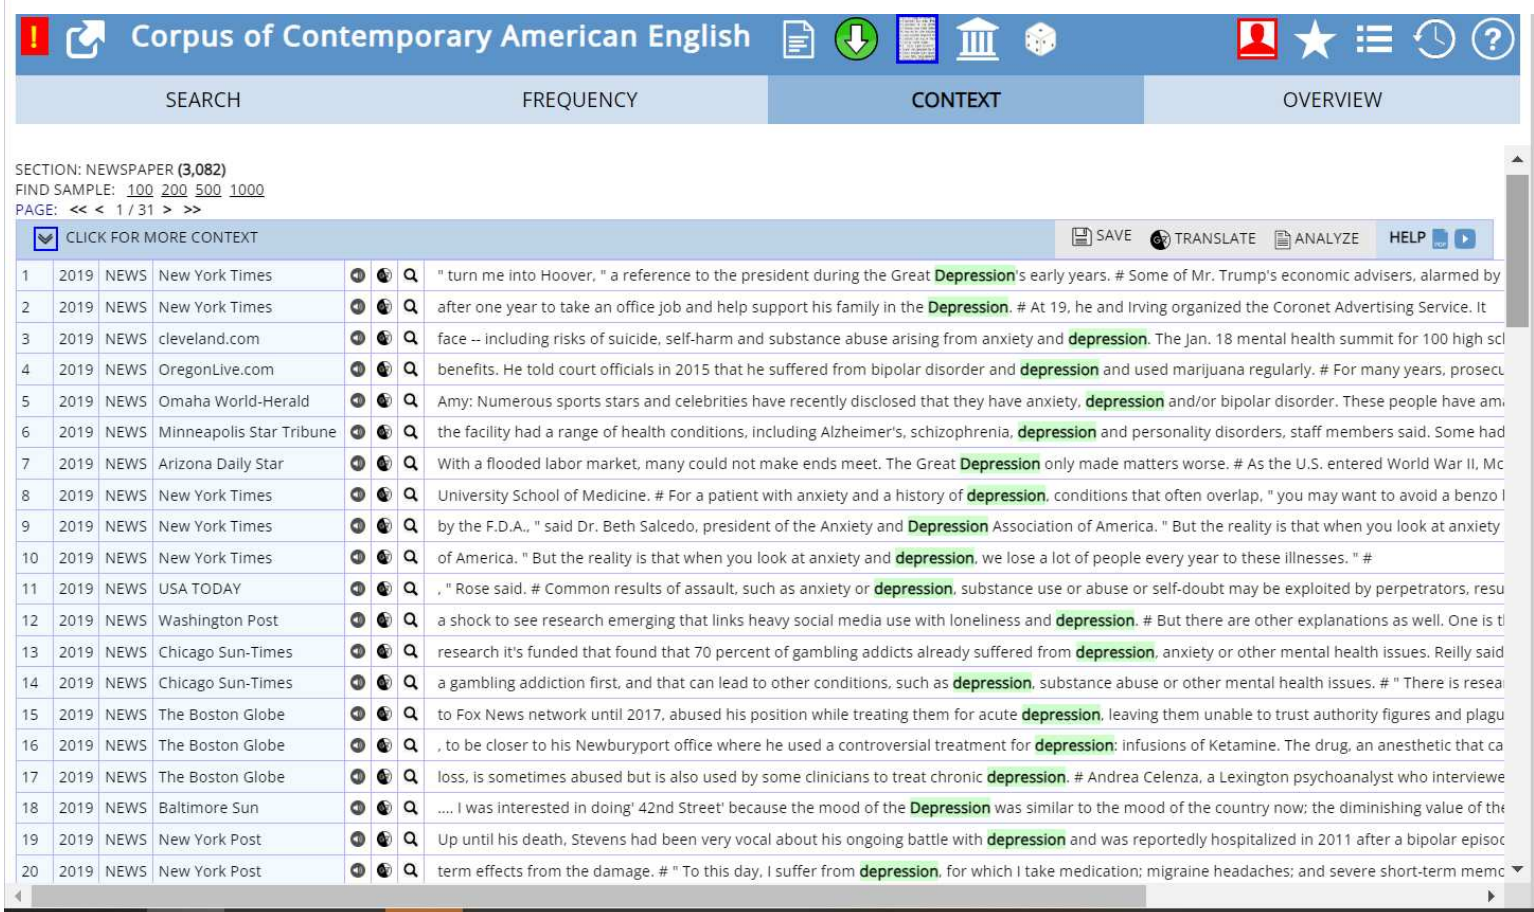 ! Corpus of Contemporary American English ?
SEARCH FREQUENCY CONTEXT OVERVIEW
SECTION: NEWSPAPER (3,082)
FIND SAMPLE: 100 200 500 1000
PAGE: << < 1 / 31 > >>
CLICK FOR MORE CONTEXT SAVE TRANSLATE ANALYZE HELP
1 2019 NEWS New York Times " turn me into Hoover, " a reference to the president during the Great Depression's early years. # Some of Mr. Trump's economic advisers, alarmed by
2 2019 NEWS New York Times after one year to take an office job and help support his family in the Depression. # At 19, he and Irving organized the Coronet Advertising Service. It
3 2019 NEWS cleveland.com face -- including risks of suicide, self-harm and substance abuse arising from anxiety and depression. The Jan. 18 mental health summit for 100 high
4 2019 NEWS OregonLive.com benefits. He told court officials in 2015 that he suffered from bipolar disorder and depression and used marijuana regularly. # For many years, prosecu
5 2019 NEWS Omaha World-Herald Amy: Numerous sports stars and celebrities have recently disclosed that they have anxiety, depression and/or bipolar disorder. These people have am
6 2019 NEWS Minneapolis Star Tribune the facility had a range of health conditions, including Alzheimer's, schizophrenia, depression and personality disorders, staff members said. Some had
7 2019 NEWS Arizona Daily Star With a flooded labor market, many could not make ends meet. The Great Depression only made matters worse. # As the U.S. entered World War II, Mc
8 2019 NEWS New York Times University School of Medicine. # For a patient with anxiety and a history of depression, conditions that often overlap, " you may want to avoid a benzo
9 2019 NEWS New York Times by the F.D.A., " said Dr. Beth Salcedo, president of the Anxiety and Depression Association of America. " But the reality is that when you look at anxiety
10 2019 NEWS New York Times of America. " But the reality is that when you look at anxiety and depression, we lose a lot of people every year to these illnesses. " #
11 2019 NEWS USA TODAY , " Rose said. # Common results of assault, such as anxiety or depression, substance use or abuse or self-doubt may be exploited by perpetrators, resu
12 2019 NEWS Washington Post a shock to see research emerging that links heavy social media use with loneliness and depression. # But there are other explanations as well. One is
13 2019 NEWS Chicago Sun-Times research it's funded that found that 70 percent of gambling addicts already suffered from depression, anxiety or other mental health issues. Reilly said
14 2019 NEWS Chicago Sun-Times a gambling addiction first, and that can lead to other conditions, such as depression, substance abuse or other mental health issues. # " There is resea
15 2019 NEWS The Boston Globe to Fox News network until 2017, abused his position while treating them for acute depression, leaving them unable to trust authority figures and plagu
16 2019 NEWS The Boston Globe , to be closer to his Newburyport office where he used a controversial treatment for depression: infusions of Ketamine. The drug, an anesthetic that ca
17 2019 NEWS The Boston Globe loss, is sometimes abused but is also used by some clinicians to treat chronic depression. # Andrea Celenza, a Lexington psychoanalyst who interviewe
18 2019 NEWS Baltimore Sun .... I was interested in doing' 42nd Street' because the mood of the Depression was similar to the mood of the country now; the diminishing value of the
19 2019 NEWS New York Post Up until his death, Stevens had been very vocal about his ongoing battle with depression and was reportedly hospitalized in 2011 after a bipolar episod
20 2019 NEWS New York Post term effects from the damage. # " To this day, I suffer from depression, for which I take medication; migraine headaches; and severe short-term memo